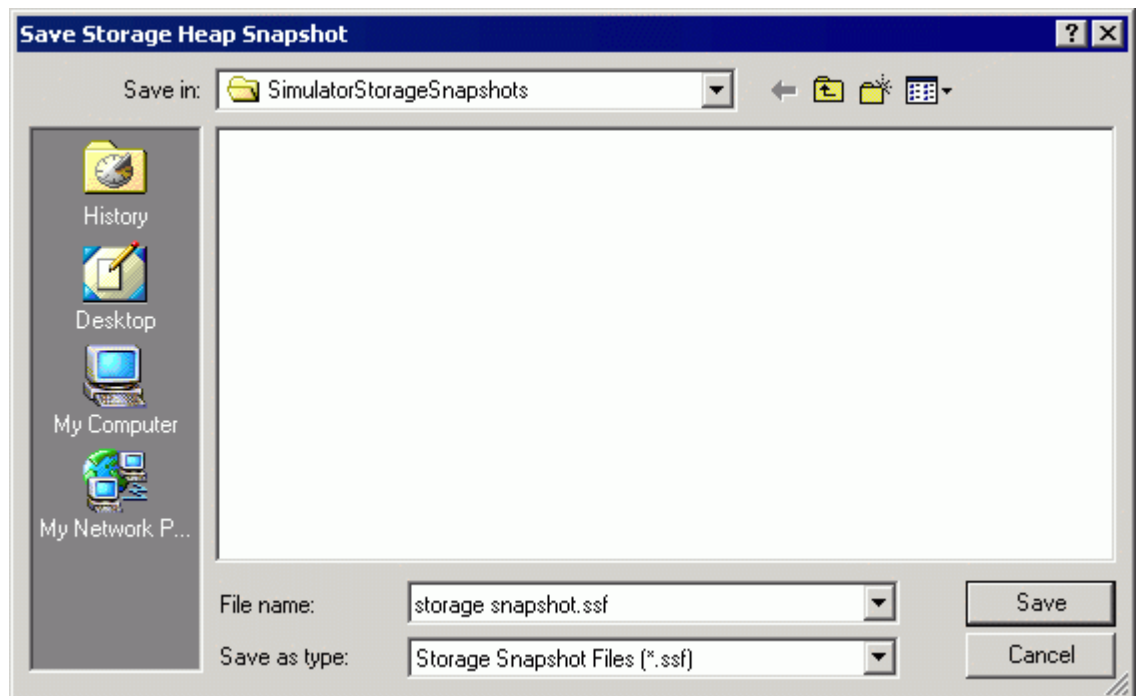 Save Storage Heap Snapshot
Save in: SimulatorStorageSnapshots
History
Desktop
My Computer
My Network P...
File name: storage snapshot.ssf Save
Save as type: Storage Snapshot Files (*.ssf) Cancel